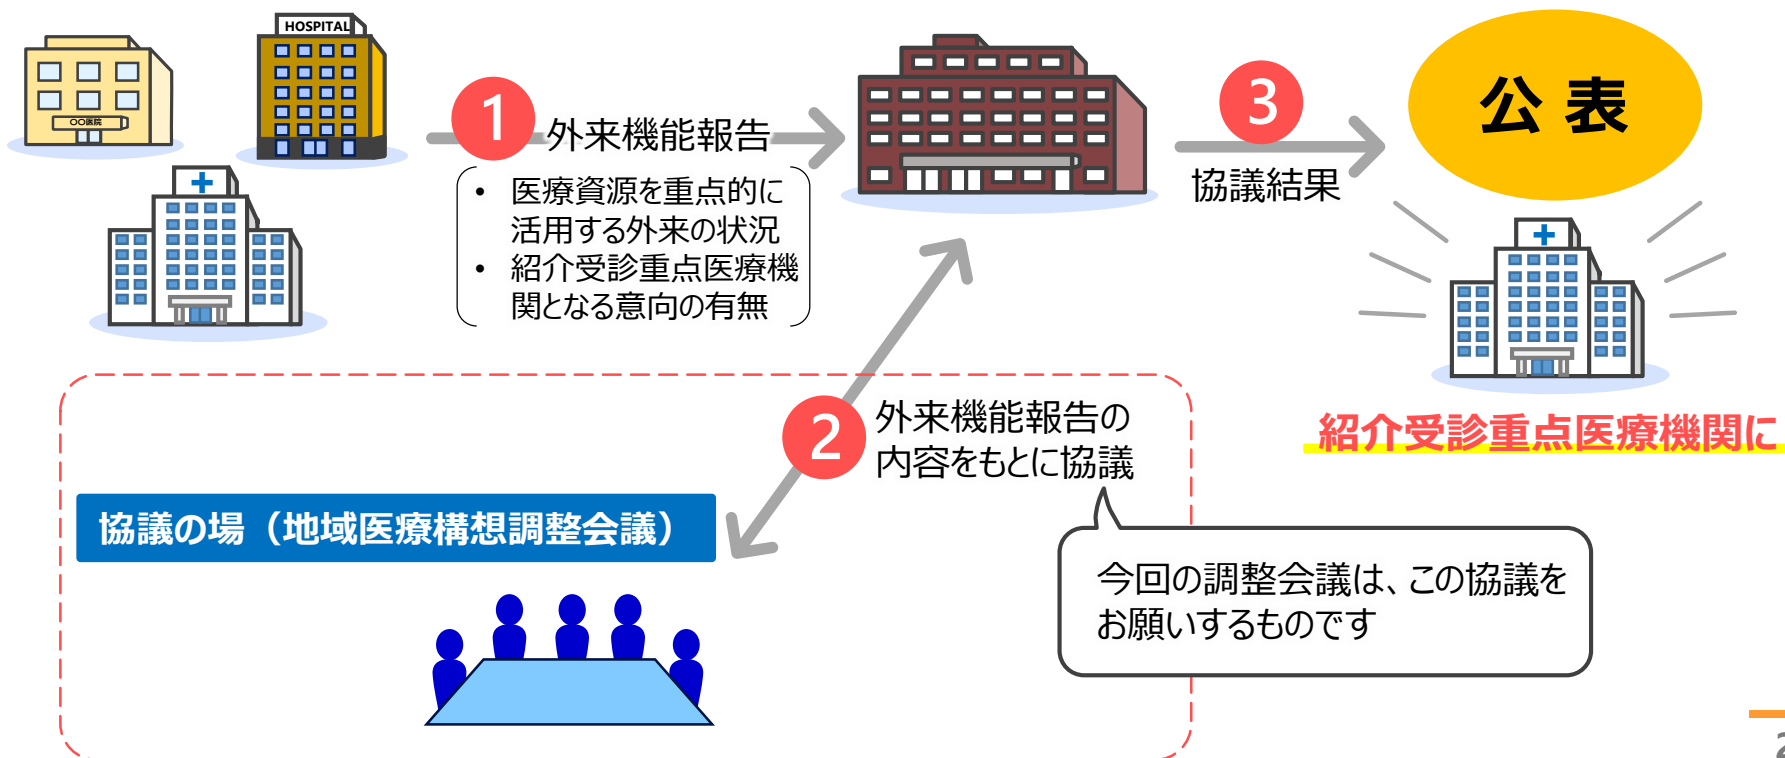 HOSPITAL
〇〇医院
1
外来機能報告
• 医療資源を重点的に
活用する外来の状況
• 紹介受診重点医療機
関となる意向の有無
3
協議結果
公表
紹介受診重点医療機関に
2
外来機能報告の
内容をもとに協議
協議の場（地域医療構想調整会議）
今回の調整会議は、この協議を
お願いするものです
2